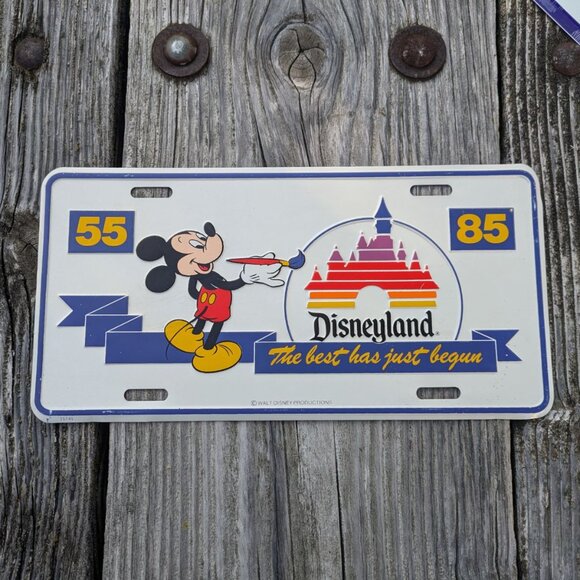 55
85
Disneyland®
The best has just begun
© WALT DISNEY PRODUCTIONS